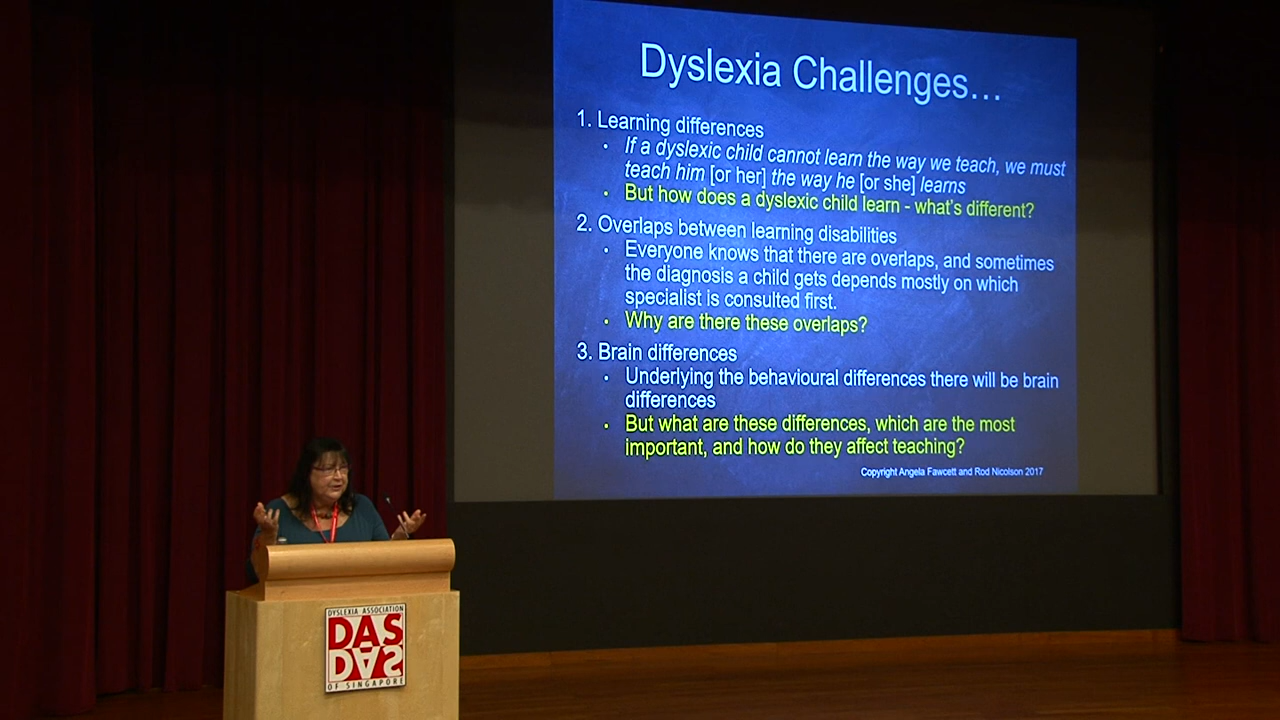 Dyslexia Challenges...
1. Learning differences
• If a dyslexic child cannot learn the way we teach, we must
teach him [or her] the way he [or she] learns
• But how does a dyslexic child learn - what's different?
2. Overlaps between learning disabilities
• Everyone knows that there are overlaps, and sometimes
the diagnosis a child gets depends mostly on which
specialist is consulted first.
• Why are there these overlaps?
3. Brain differences
• Underlying the behavioural differences there will be brain
differences
• But what are these differences, which are the most
important, and how do they affect teaching?
Copyright Angela Fawcett and Rod Nicolson 2017
DYSLEXIA ASSOCIATION
DAS
DAS
OF SINGAPORE